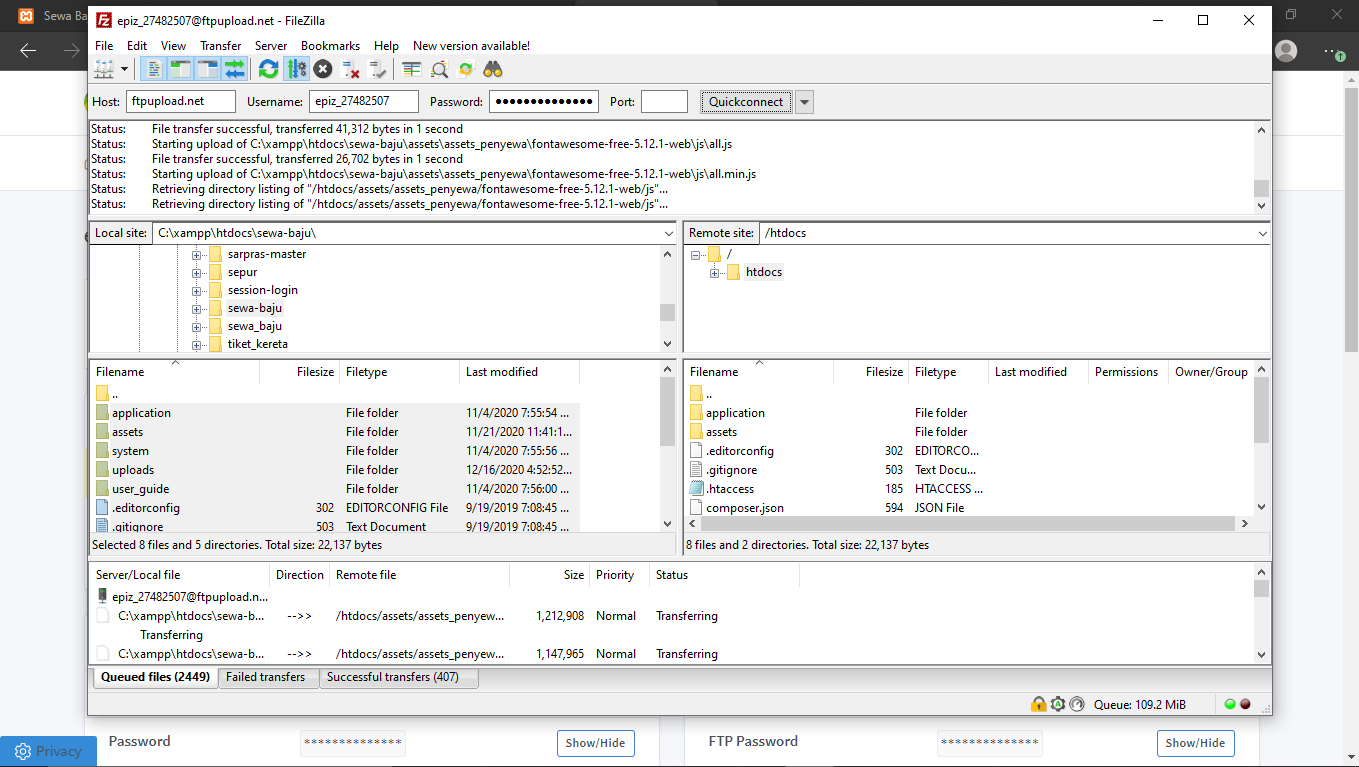 Sewa Ba
epiz_27482507@ftpupload.net - FileZilla
File Edit View Transfer Server Bookmarks Help New version available!
Host: ftpupload.net Username: epiz_27482507 Password: ●●●●●●●●●●●●●● Port: Quickconnect
Status: File transfer successful, transferred 41,312 bytes in 1 second
Status: Starting upload of C:\xampp\htdocs\sewa-baju\assets\assets_penyewa\fontawesome-free-5.12.1-web\js\all.js
Status: File transfer successful, transferred 26,702 bytes in 1 second
Status: Starting upload of C:\xampp\htdocs\sewa-baju\assets\assets_penyewa\fontawesome-free-5.12.1-web\js\all.min.js
Status: Retrieving directory listing of "/htdocs/assets/assets_penyewa/fontawesome-free-5.12.1-web/js"...
Status: Retrieving directory listing of "/htdocs/assets/assets_penyewa/fontawesome-free-5.12.1-web/js"...
Local site: C:\xampp\htdocs\sewa-baju\
sarpras-master
sepur
session-login
sewa-baju
sewa_baju
tiket_kereta
Remote site: /htdocs
/
htdocs
Filename Filesize Filetype Last modified
..
application File folder 11/4/2020 7:55:54 ...
assets File folder 11/21/2020 11:41:1...
system File folder 11/4/2020 7:55:56 ...
uploads File folder 12/16/2020 4:52:52...
user_guide File folder 11/4/2020 7:56:00 ...
.editorconfig 302 EDITORCONFIG File 9/19/2019 7:08:45 ...
.gitignore 503 Text Document 9/19/2019 7:08:45 ...
Selected 8 files and 5 directories. Total size: 22,137 bytes
Filename Filesize Filetype Last modified Permissions Owner/Group
..
application File folder
assets File folder
.editorconfig 302 EDITORCO...
.gitignore 503 Text Docu...
.htaccess 185 HTACCESS ...
composer.json 594 JSON File
8 files and 2 directories. Total size: 22,137 bytes
Server/Local file Direction Remote file Size Priority Status
epiz_27482507@ftpupload.n...
C:\xampp\htdocs\sewa-b... -->> /htdocs/assets/assets_penyew... 1,212,908 Normal Transferring
Transferring
C:\xampp\htdocs\sewa-b... -->> /htdocs/assets/assets_penyew... 1,147,965 Normal Transferring
Queued files (2449) Failed transfers Successful transfers (407)
Queue: 109.2 MiB
Privacy
Password ************** Show/Hide
FTP Password ************** Show/Hide